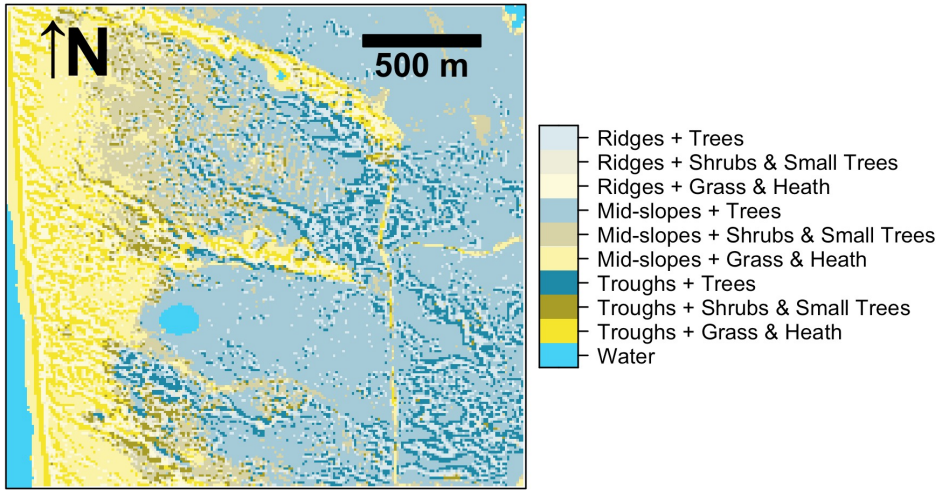 ↑N
500 m
Ridges + Trees
Ridges + Shrubs & Small Trees
Ridges + Grass & Heath
Mid-slopes + Trees
Mid-slopes + Shrubs & Small Trees
Mid-slopes + Grass & Heath
Troughs + Trees
Troughs + Shrubs & Small Trees
Troughs + Grass & Heath
Water